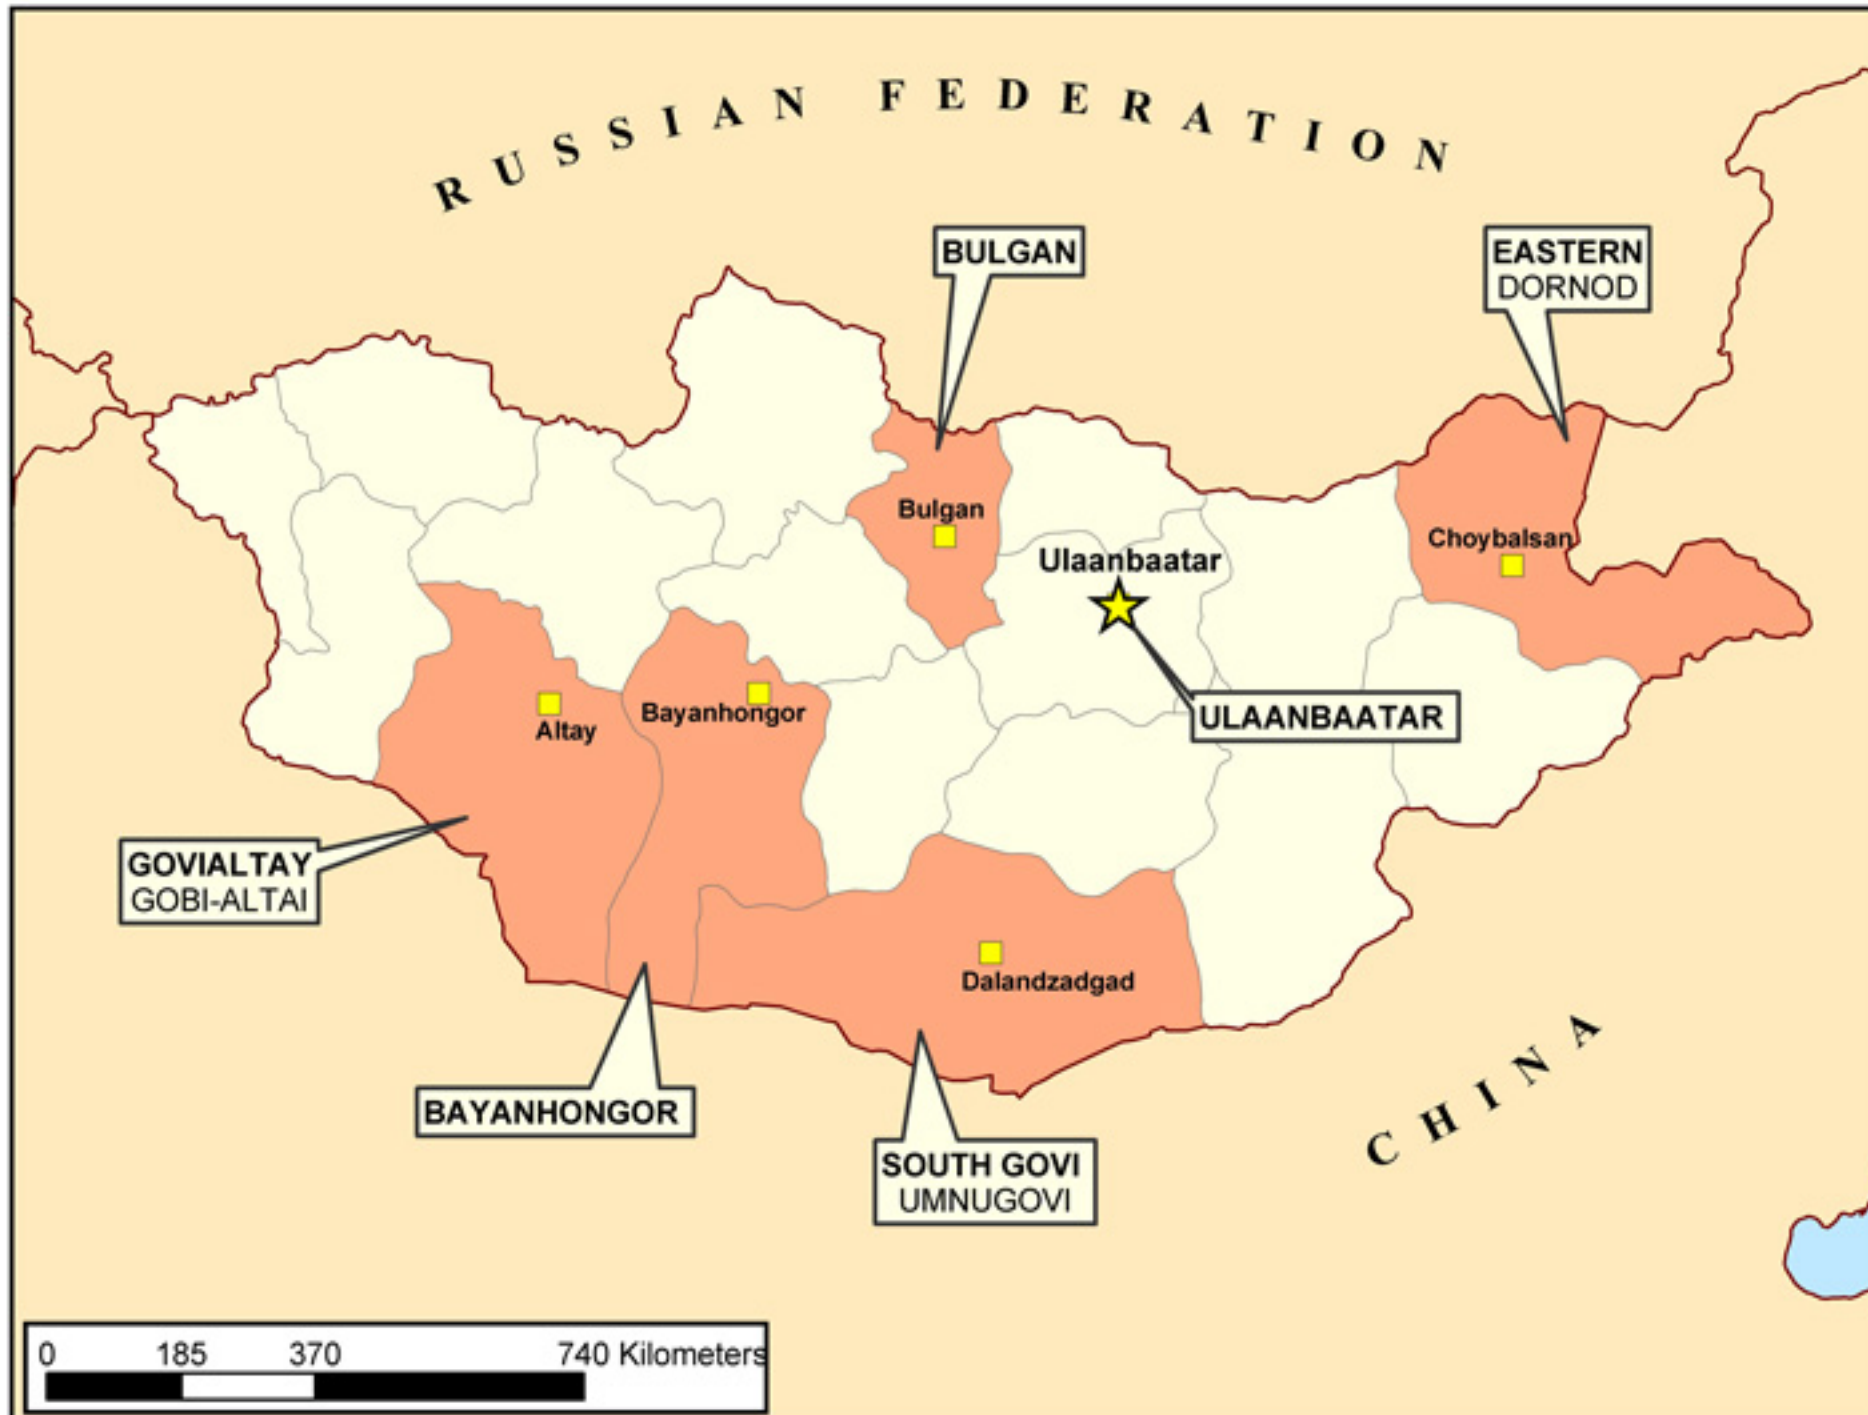 RUSSIAN FEDERATION
BULGAN
EASTERN
DORNOD
Bulgan
Choybalsan
Ulaanbaatar
Altay
Bayanhongor
ULAANBAATAR
GOVIALTAY
GOBI-ALTAI
Dalandzadgad
BAYANHONGOR
SOUTH GOVI
UMNUGOVI
CHINA
0 185 370 740 Kilometers